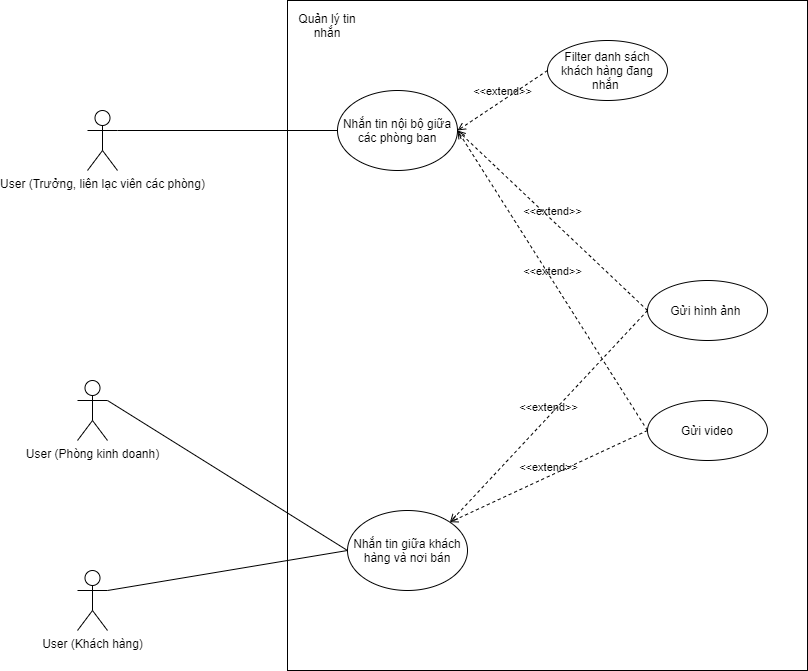 Quản lý tin
nhắn
Filter danh sách
khách hàng đang
nhắn
<<extend>>
Nhắn tin nội bộ giữa
các phòng ban
User (Trưởng, liên lạc viên các phòng)
<<extend>>
<<extend>>
Gửi hình ảnh
<<extend>>
Gửi video
User (Phòng kinh doanh)
<<extend>>
Nhắn tin giữa khách
hàng và nơi bán
User (Khách hàng)